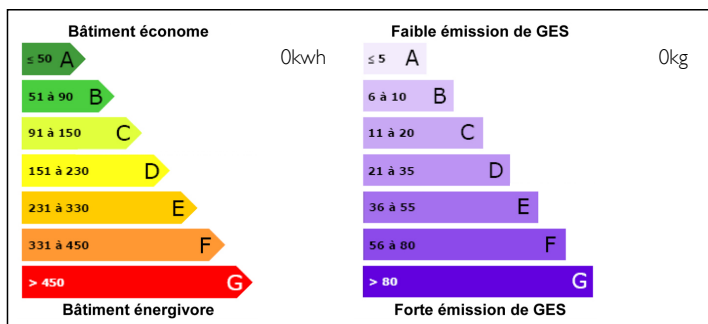 Bâtiment économe
≤ 50 A 0kwh
51 à 90 B
91 à 150 C
151 à 230 D
231 à 330 E
331 à 450 F
> 450 G
Bâtiment énergivore
Faible émission de GES
≤ 5 A 0kg
6 à 10 B
11 à 20 C
21 à 35 D
36 à 55 E
56 à 80 F
> 80 G
Forte émission de GES